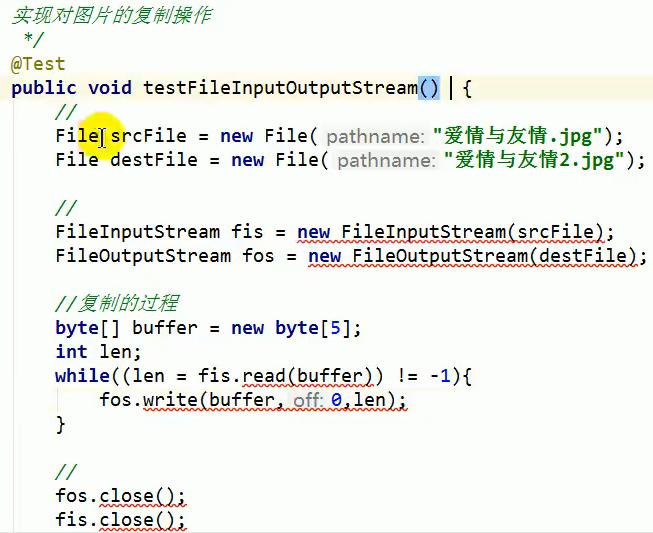 实现对图片的复制操作
*/
@Test
public void testFileInputOutputStream() {
//
File srcFile = new File( pathname: "爱情与友情.jpg");
File destFile = new File( pathname: "爱情与友情2.jpg");
//
FileInputStream fis = new FileInputStream(srcFile);
FileOutputStream fos = new FileOutputStream(destFile);
//复制的过程
byte[] buffer = new byte[5];
int len;
while((len = fis.read(buffer)) != -1){
fos.write(buffer, off: 0,len);
}
//
fos.close();
fis.close();